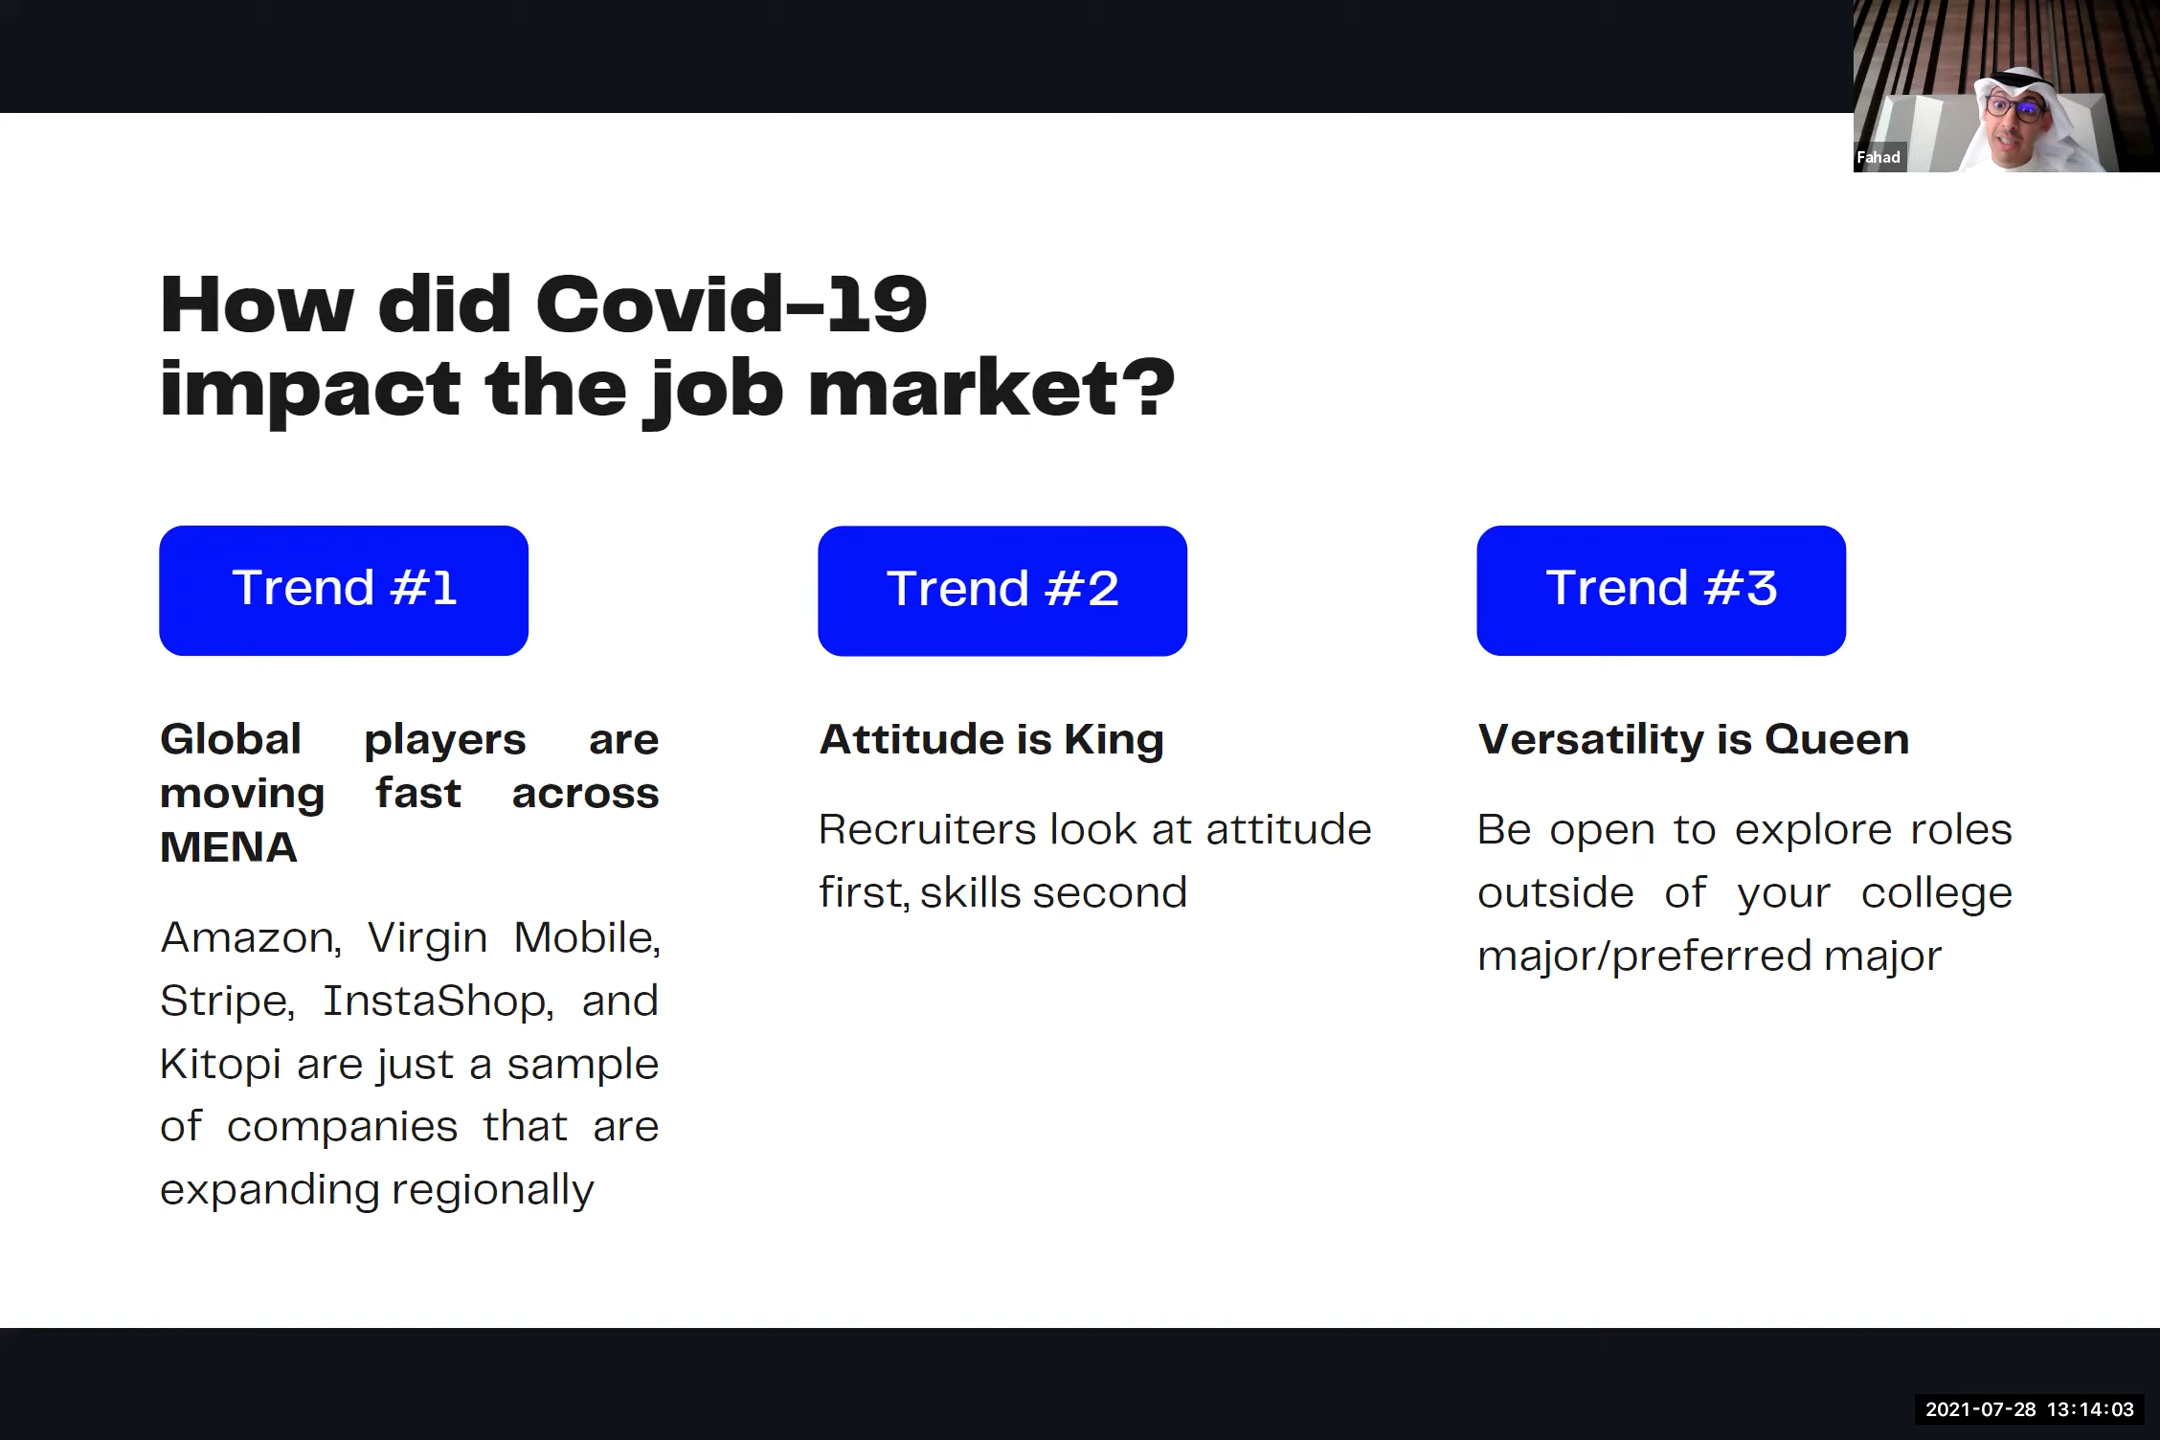 Fahad
How did Covid-19
impact the job market?
Trend #1
Global players are
moving fast across
MENA
Amazon, Virgin Mobile,
Stripe, InstaShop, and
Kitopi are just a sample
of companies that are
expanding regionally
Trend #2
Attitude is King
Recruiters look at attitude
first, skills second
Trend #3
Versatility is Queen
Be open to explore roles
outside of your college
major/preferred major
2021-07-28 13:14:03